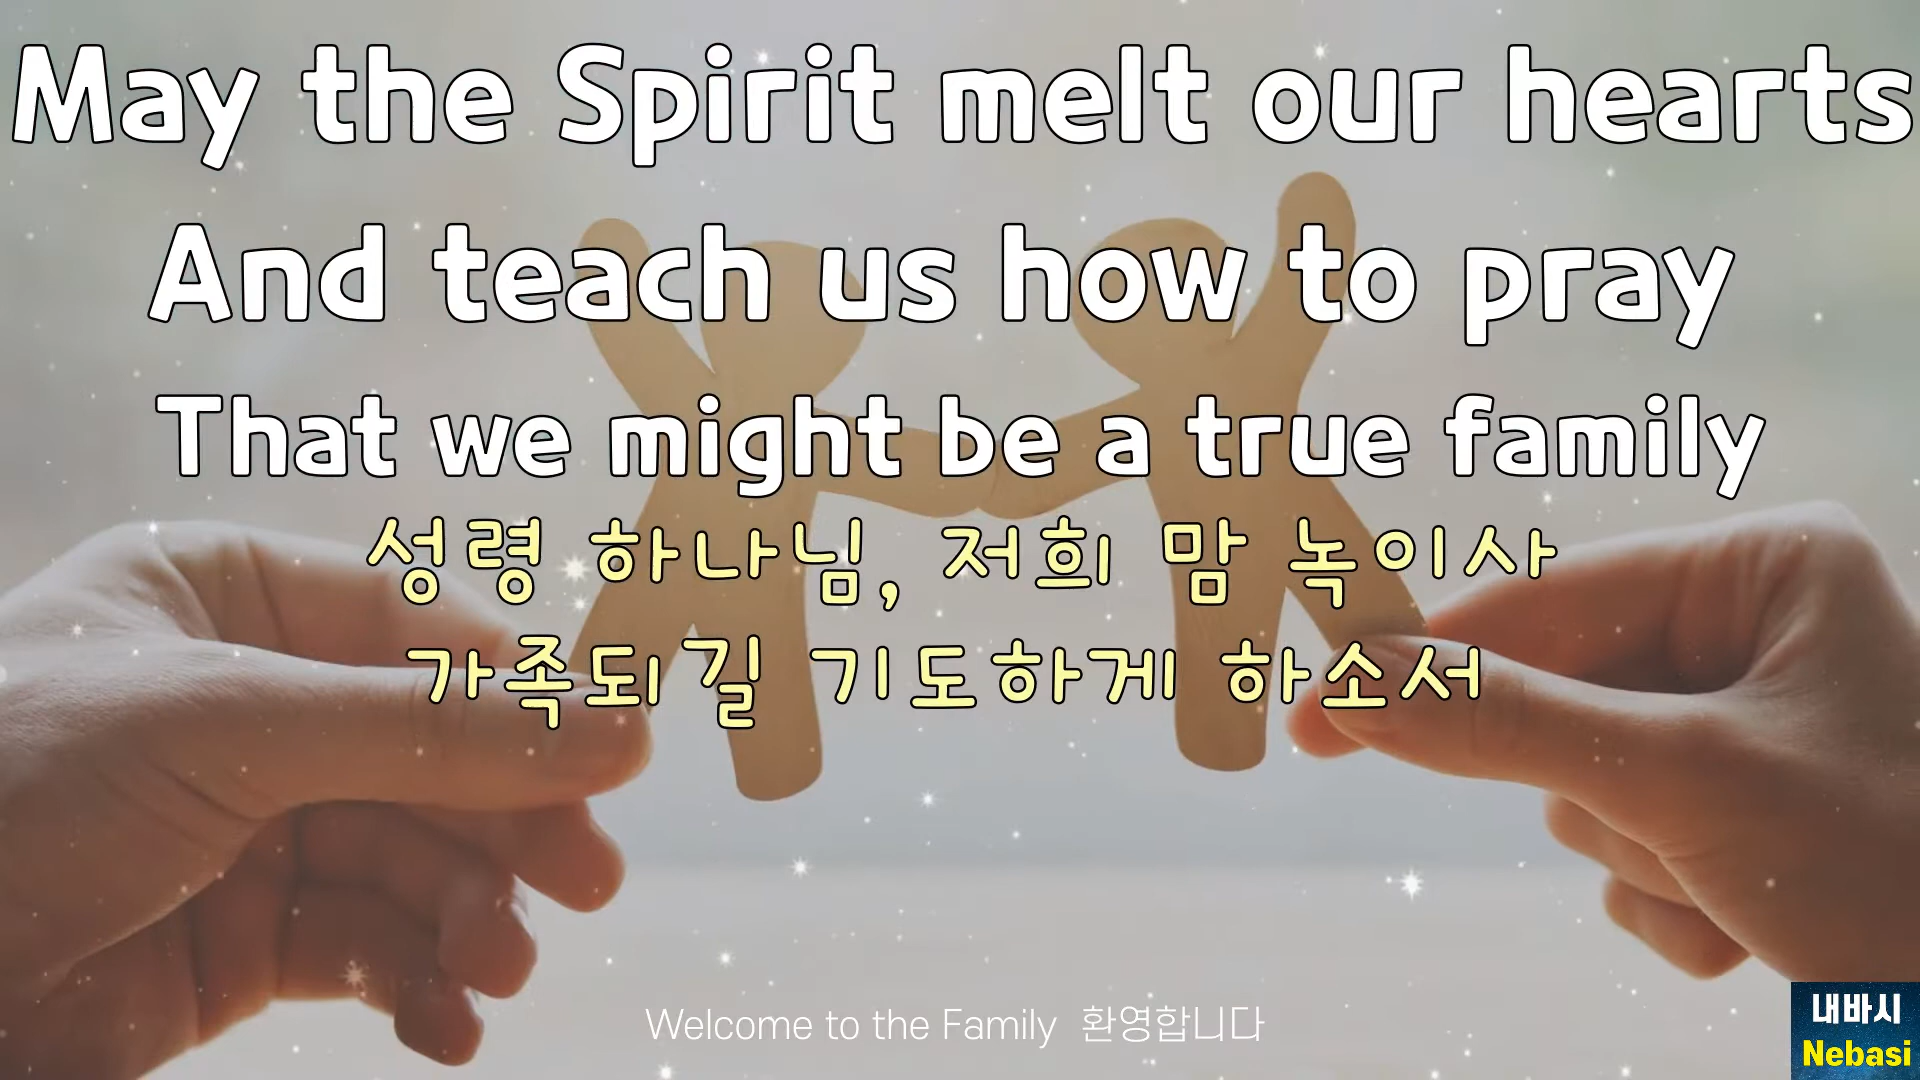 May the Spirit melt our hearts
And teach us how to pray
That we might be a true family
성령 하나님, 저희 맘 녹이사
가족되길 기도하게 하소서
Welcome to the Family 환영합니다
내바시
Nebasi